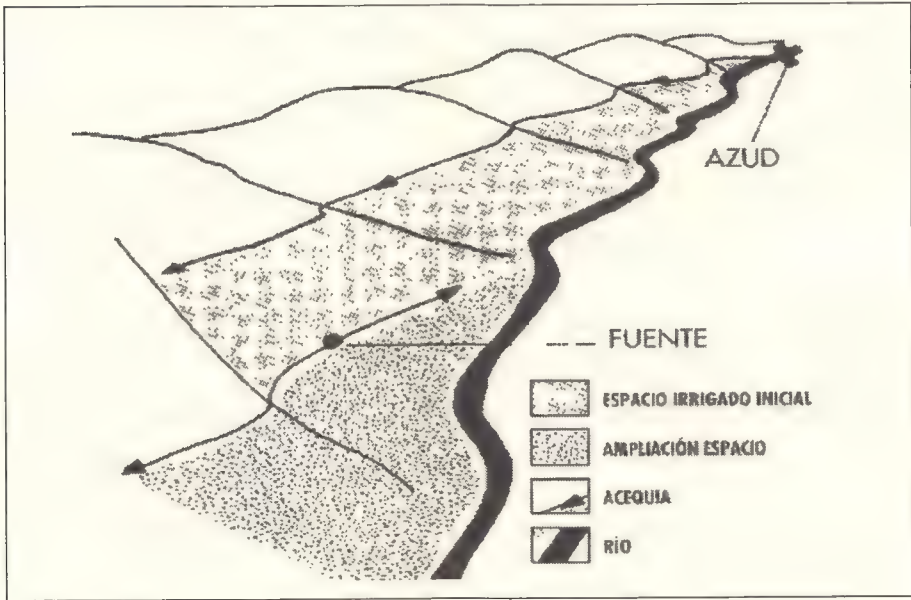 AZUD
FUENTE
ESPACIO IRRIGADO INICIAL
AMPLIACIÓN ESPACIO
ACEQUIA
RÍO